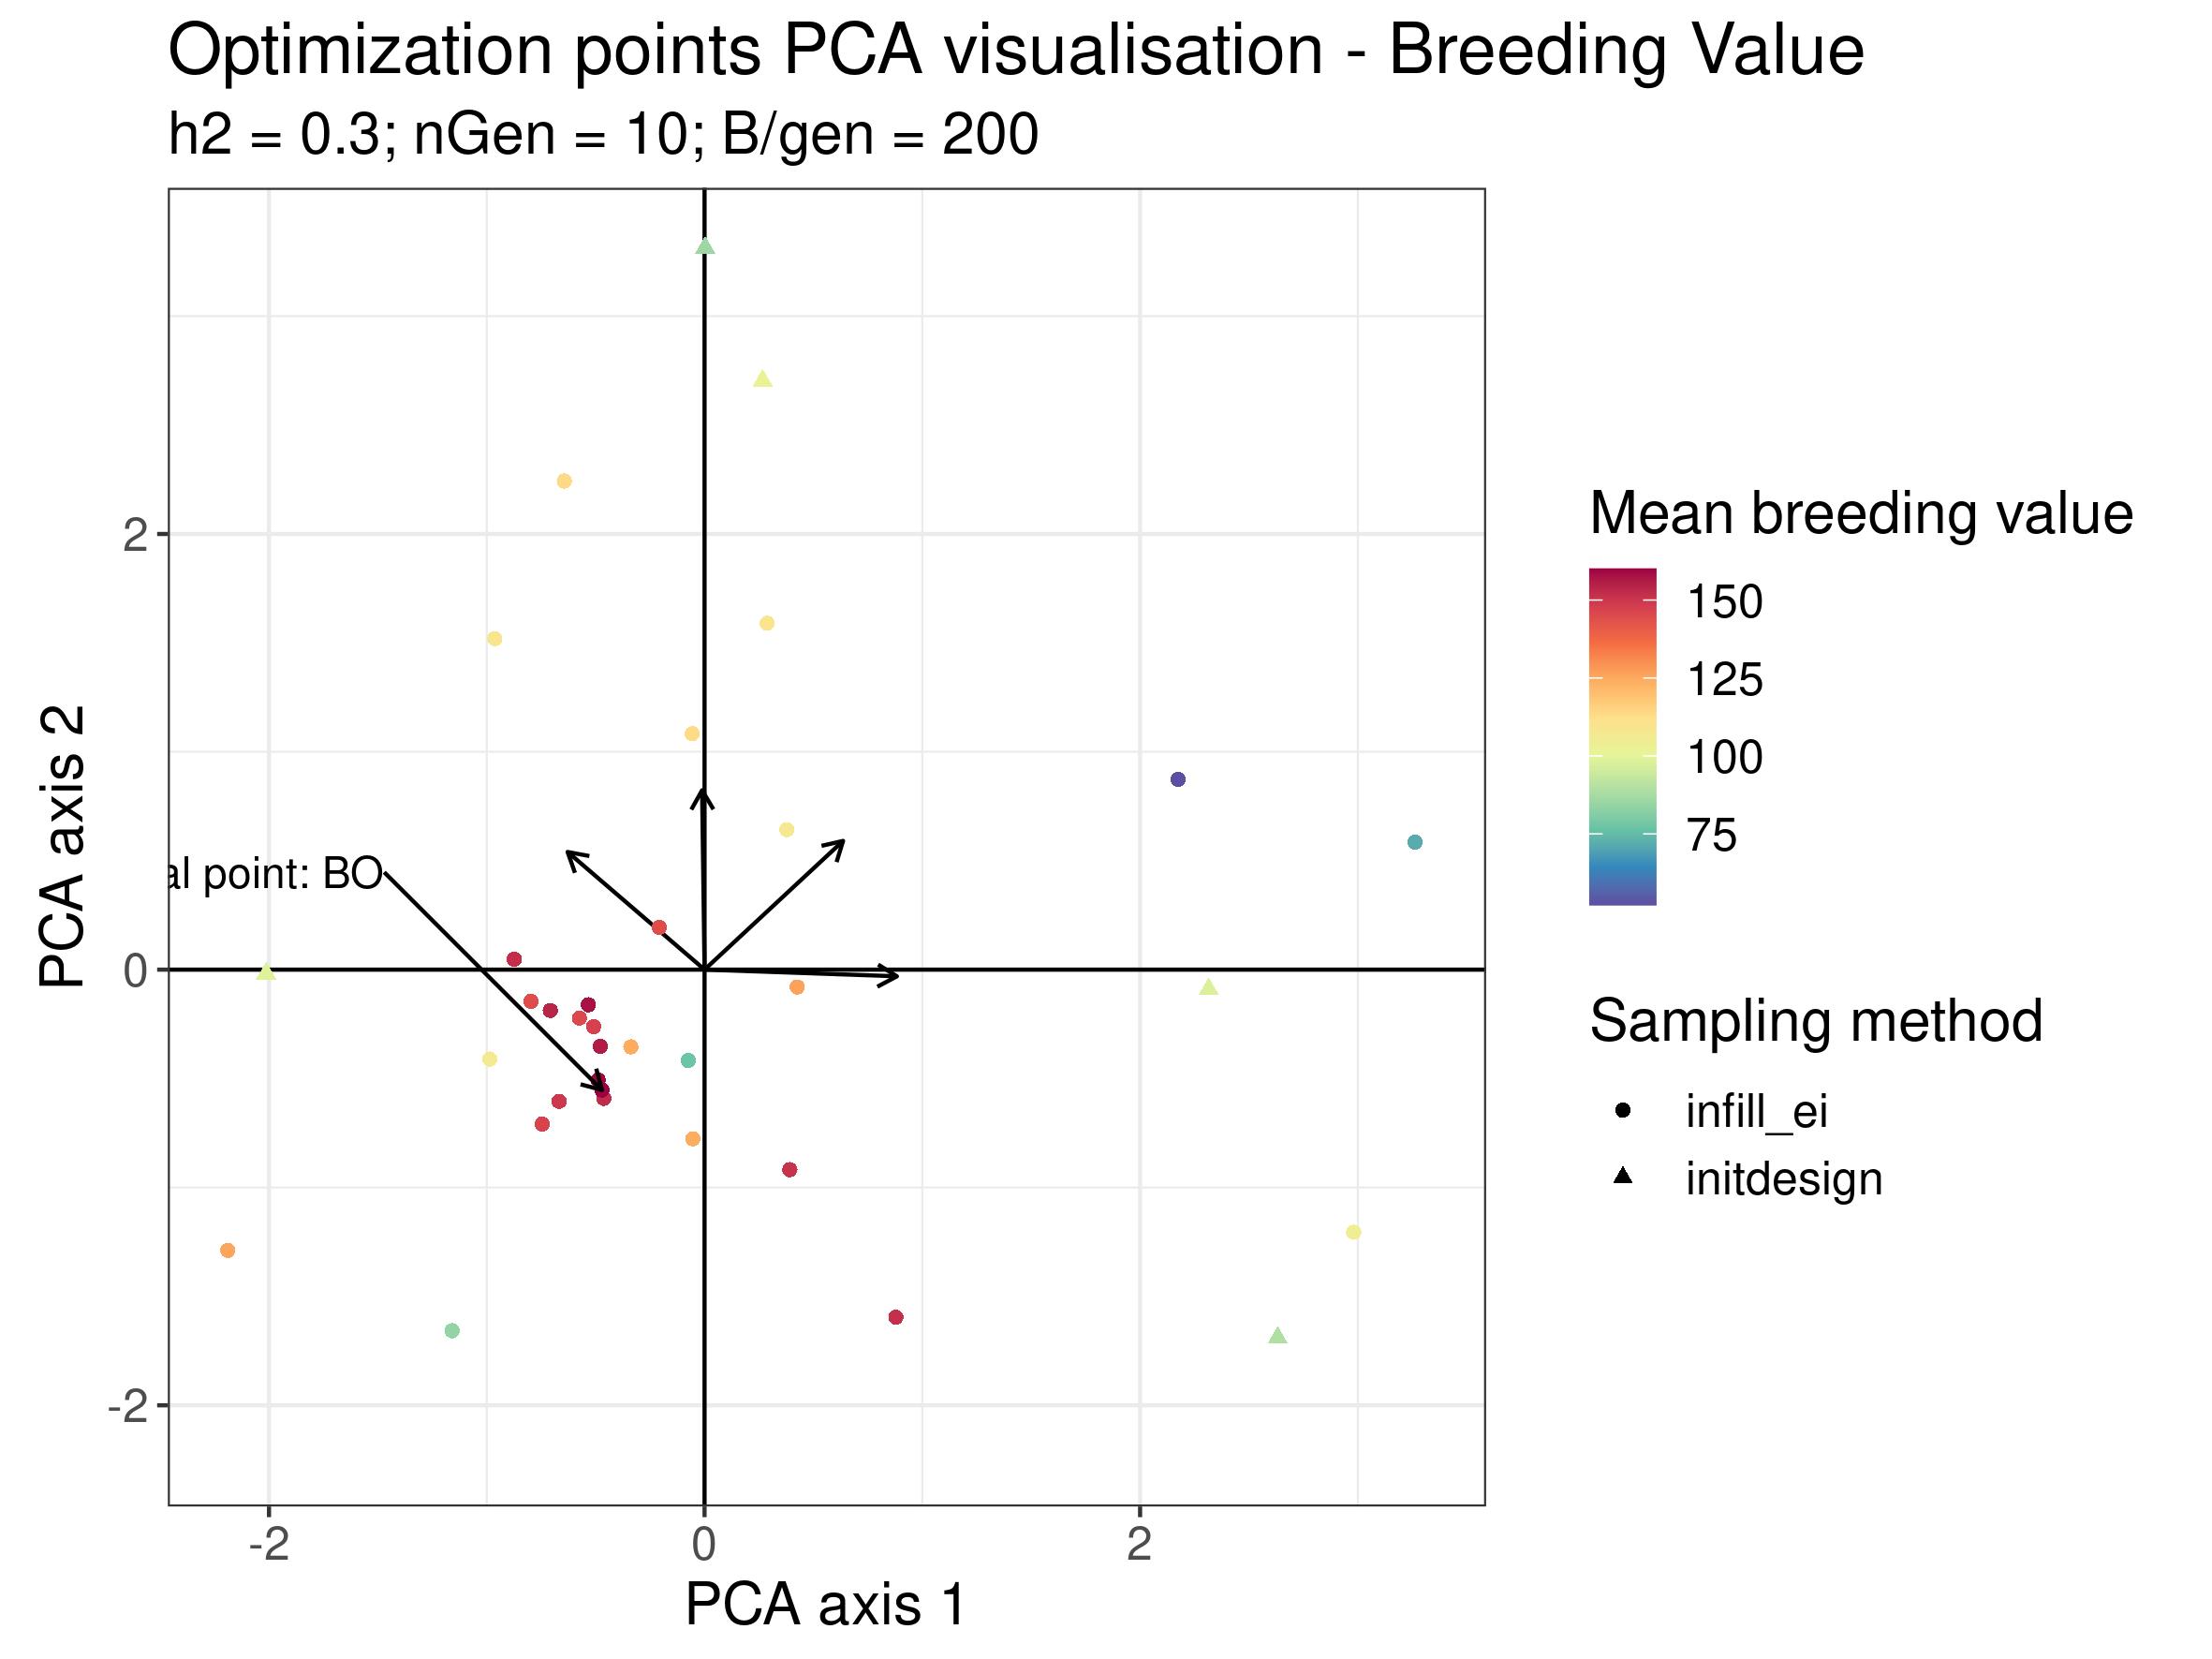 Optimization points PCA visualisation - Breeding Value
h2 = 0.3; nGen = 10; B/gen = 200
PCA axis 2
2
0
-2
al point: BO
-2
0
2
PCA axis 1
Mean breeding value
150
125
100
75
Sampling method
infill_ei
initdesign